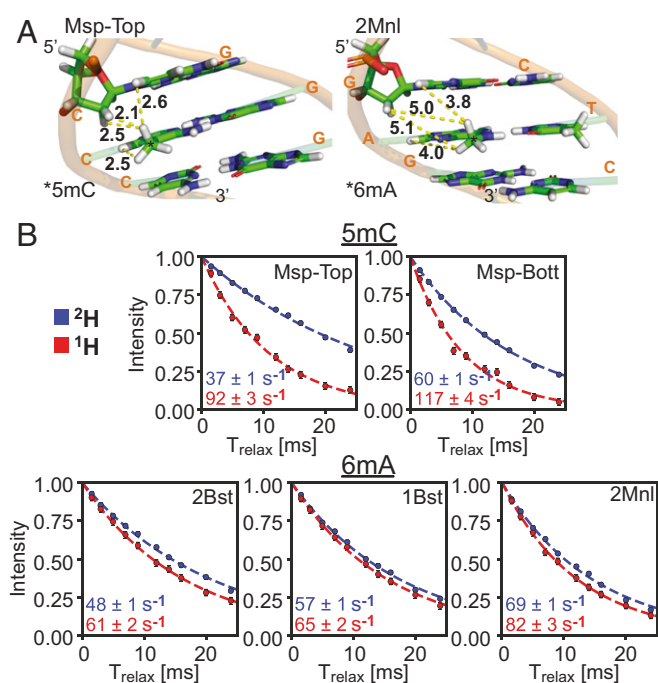 A
Msp-Top
2Mnl
5’
5’
G
C
2.6
G
3.8
2.1
5.0
2.5
G
5.1
T
C
*
A
*
2.5
4.0
C
G
G
C
*5mC
3’
*6mA
3’
B
5mC
²H
¹H
Intensity
1.00
0.75
0.50
0.25
0.00
Msp-Top
37 ± 1 s⁻¹
92 ± 3 s⁻¹
0 10 20
T_relax [ms]
Msp-Bott
60 ± 1 s⁻¹
117 ± 4 s⁻¹
0 10 20
T_relax [ms]
6mA
Intensity
1.00
0.75
0.50
0.25
0.00
2Bst
48 ± 1 s⁻¹
61 ± 2 s⁻¹
0 10 20
T_relax [ms]
1Bst
57 ± 1 s⁻¹
65 ± 2 s⁻¹
0 10 20
T_relax [ms]
2Mnl
69 ± 1 s⁻¹
82 ± 3 s⁻¹
0 10 20
T_relax [ms]